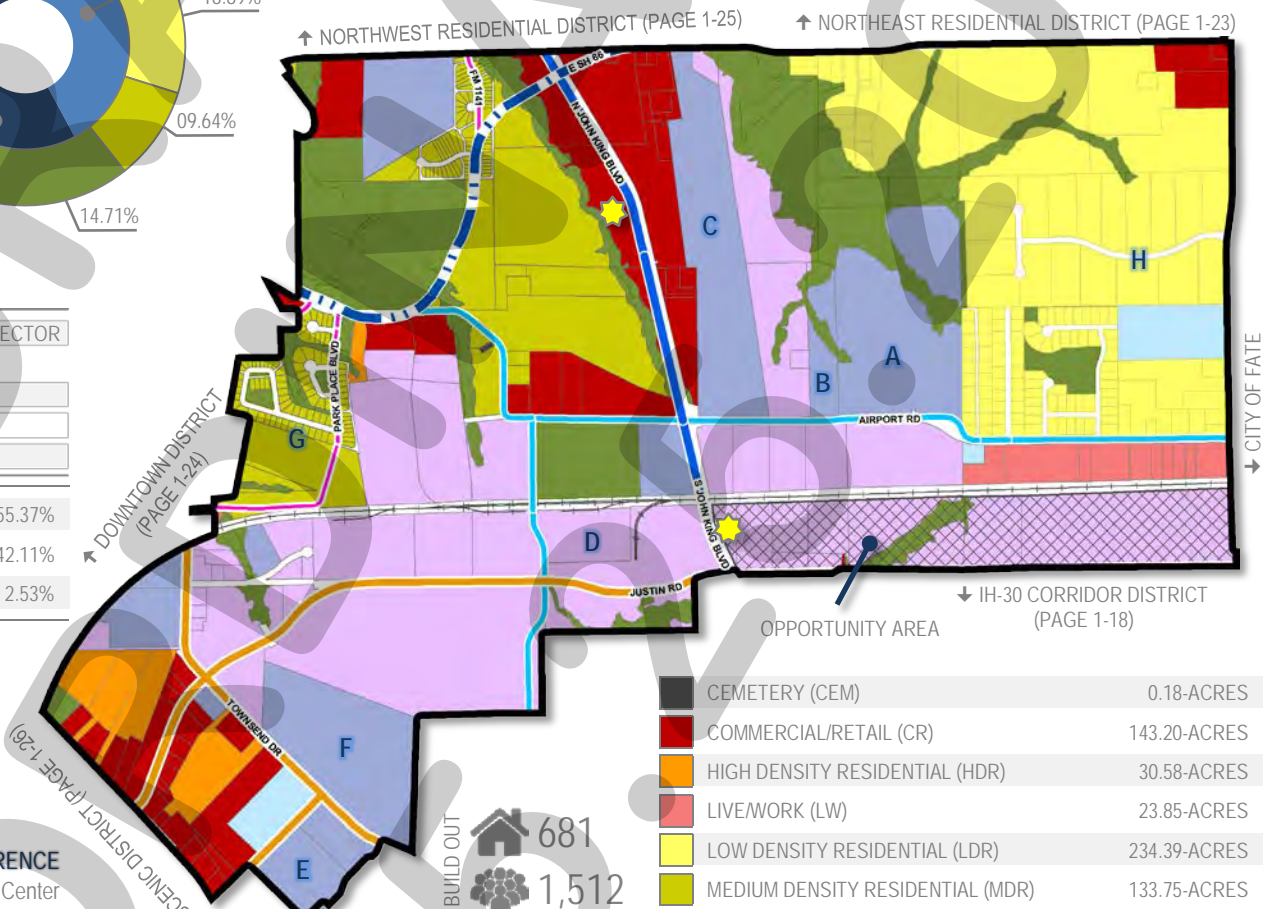 ↑ NORTHWEST RESIDENTIAL DISTRICT (PAGE 1-25)
↑ NORTHEAST RESIDENTIAL DISTRICT (PAGE 1-23)
09.64%
14.71%
E SH 66
FM 1141
N JOHN KING BLVD
C
H
A
B
PARK PLACE BLVD
G
AIRPORT RD
S JOHN KING BLVD
D
JUSTIN RD
TOWNSEND DR
F
E
ECTOR
55.37%
42.11%
2.53%
↖ DOWNTOWN DISTRICT
(PAGE 1-24)
↓ CITY OF FATE
OPPORTUNITY AREA
↓ IH-30 CORRIDOR DISTRICT
(PAGE 1-18)
SCENIC DISTRICT (PAGE 1-26)
RENCE
Center
BUILD OUT
681
1,512
CEMETERY (CEM) 0.18-ACRES
COMMERCIAL/RETAIL (CR) 143.20-ACRES
HIGH DENSITY RESIDENTIAL (HDR) 30.58-ACRES
LIVE/WORK (LW) 23.85-ACRES
LOW DENSITY RESIDENTIAL (LDR) 234.39-ACRES
MEDIUM DENSITY RESIDENTIAL (MDR) 133.75-ACRES